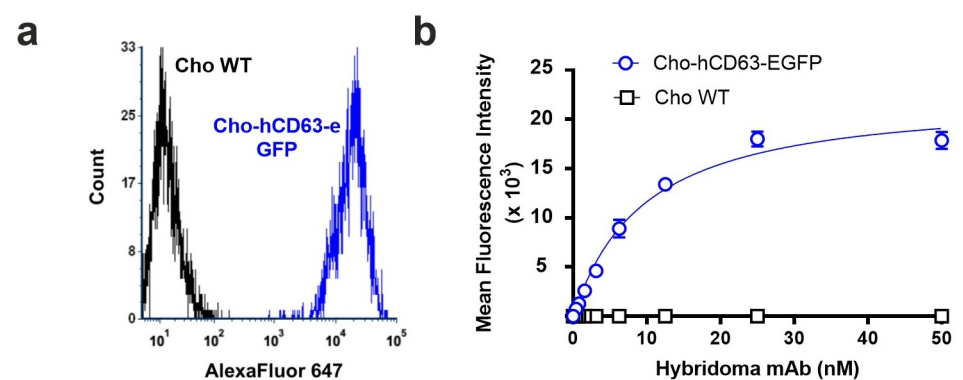 a
33
25
17
8
0
Count
Cho WT
Cho-hCD63-e
GFP
10¹ 10² 10³ 10⁴ 10⁵
AlexaFluor 647
b
Mean Fluorescence Intensity
(x 10³)
25
20
15
10
5
Cho-hCD63-EGFP
Cho WT
0 10 20 30 40 50
Hybridoma mAb (nM)